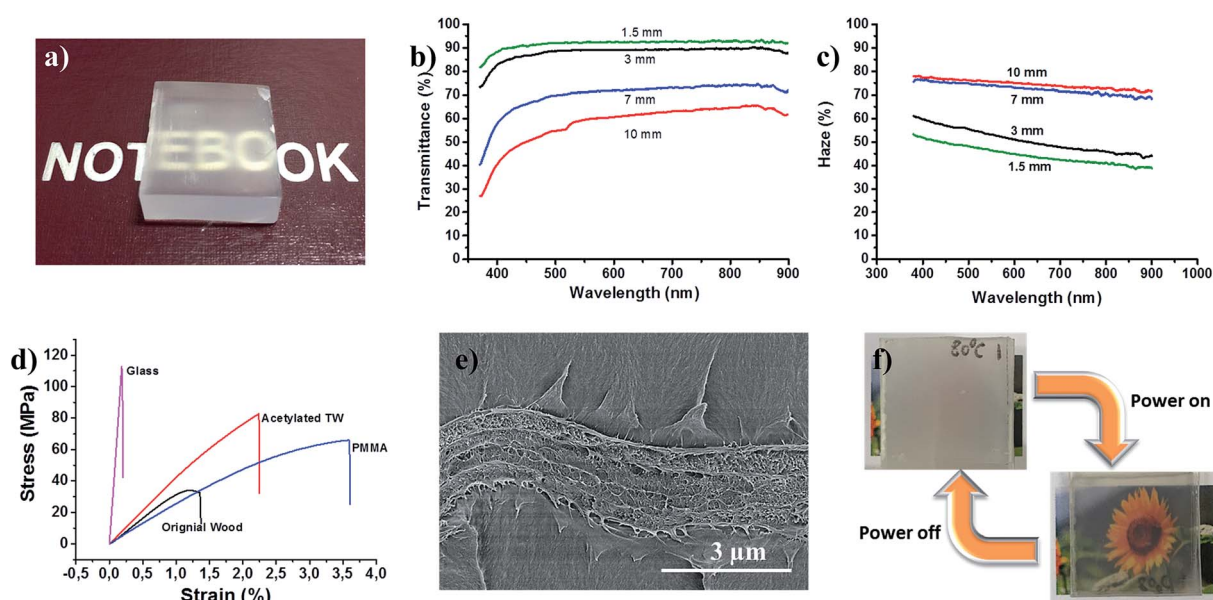 a)
NOTEBOOK
b)
Transmittance (%)
100
90
80
70
60
50
40
30
20
10
0
1.5 mm
3 mm
7 mm
10 mm
400 500 600 700 800 900
Wavelength (nm)
c)
Haze (%)
100
90
80
70
60
50
40
30
20
10
0
10 mm
7 mm
3 mm
1.5 mm
300 400 500 600 700 800 900 1000
Wavelength (nm)
d)
Stress (MPa)
120
100
80
60
40
20
0
Glass
Acetylated TW
PMMA
Orignial Wood
-0,5 0,0 0,5 1,0 1,5 2,0 2,5 3,0 3,5 4,0
Strain (%)
e)
3 µm
f)
Power on
Power off